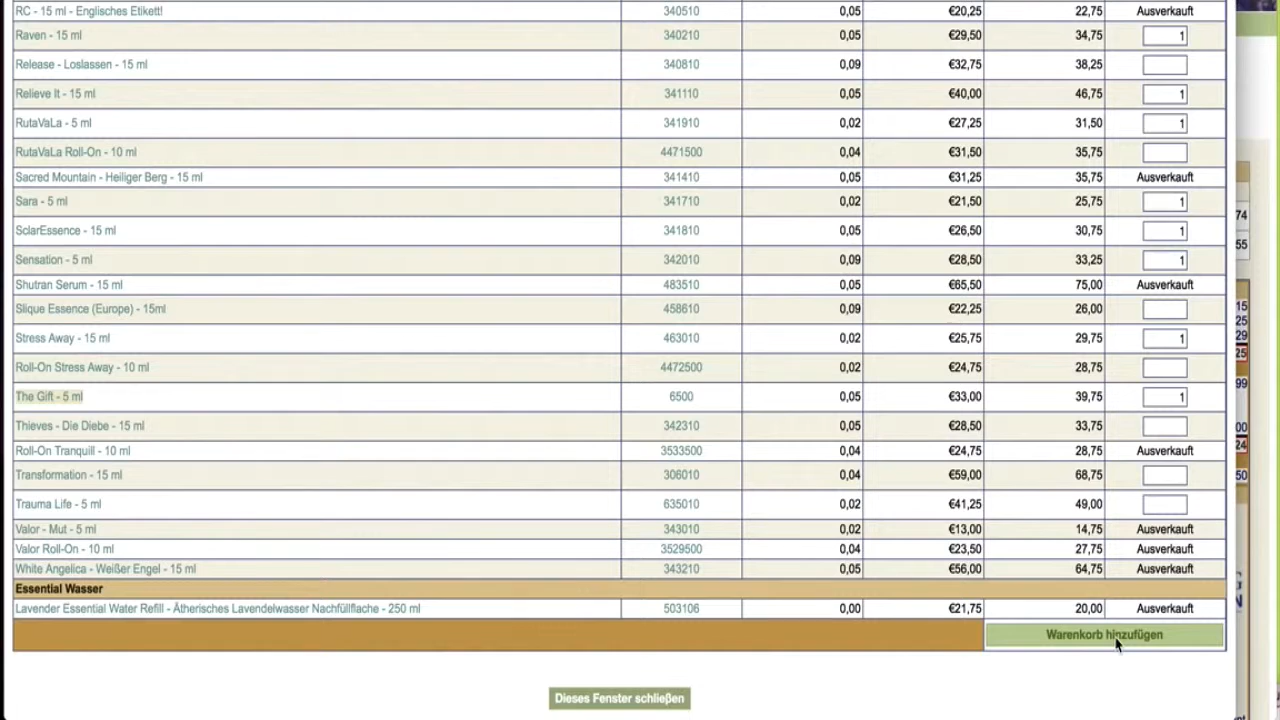 RC - 15 ml - Englisches Etikett! 340510 0,05 €20,25 22,75 Ausverkauft
Raven - 15 ml 340210 0,05 €29,50 34,75 1
Release - Loslassen - 15 ml 340810 0,09 €32,75 38,25
Relieve It - 15 ml 341110 0,05 €40,00 46,75 1
RutaVaLa - 5 ml 341910 0,02 €27,25 31,50 1
RutaVaLa Roll-On - 10 ml 4471500 0,04 €31,50 35,75
Sacred Mountain - Heiliger Berg - 15 ml 341410 0,05 €31,25 35,75 Ausverkauft
74
Sara - 5 ml 341710 0,02 €21,50 25,75 1
SclarEssence - 15 ml 341810 0,05 €26,50 30,75 1
55
Sensation - 5 ml 342010 0,09 €28,50 33,25 1
Shutran Serum - 15 ml 483510 0,05 €65,50 75,00 Ausverkauft
Slique Essence (Europe) - 15ml 458610 0,09 €22,25 26,00
15
25
29
Stress Away - 15 ml 463010 0,02 €25,75 29,75 1
25
Roll-On Stress Away - 10 ml 4472500 0,02 €24,75 28,75
99
The Gift - 5 ml 6500 0,05 €33,00 39,75 1
Thieves - Die Diebe - 15 ml 342310 0,05 €28,50 33,75
00
24
Roll-On Tranquill - 10 ml 3533500 0,04 €24,75 28,75 Ausverkauft
Transformation - 15 ml 306010 0,04 €59,00 68,75
50
Trauma Life - 5 ml 635010 0,02 €41,25 49,00
Valor - Mut - 5 ml 343010 0,02 €13,00 14,75 Ausverkauft
Valor Roll-On - 10 ml 3529500 0,04 €23,50 27,75 Ausverkauft
White Angelica - Weißer Engel - 15 ml 343210 0,05 €56,00 64,75 Ausverkauft
Essential Wasser
Lavender Essential Water Refill - Ätherisches Lavendelwasser Nachfüllflache - 250 ml 503106 0,00 €21,75 20,00 Ausverkauft
Warenkorb hinzufügen
Dieses Fenster schließen